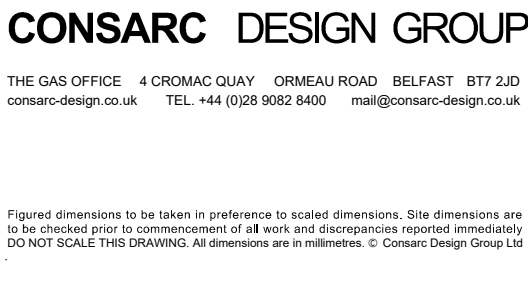 CONSARC DESIGN GROUP
THE GAS OFFICE 4 CROMAC QUAY ORMEAU ROAD BELFAST BT7 2JD
consarc-design.co.uk TEL. +44 (0)28 9082 8400 mail@consarc-design.co.uk
Figured dimensions to be taken in preference to scaled dimensions. Site dimensions are
to be checked prior to commencement of all work and discrepancies reported immediately
DO NOT SCALE THIS DRAWING. All dimensions are in millimetres. © Consarc Design Group Ltd
.